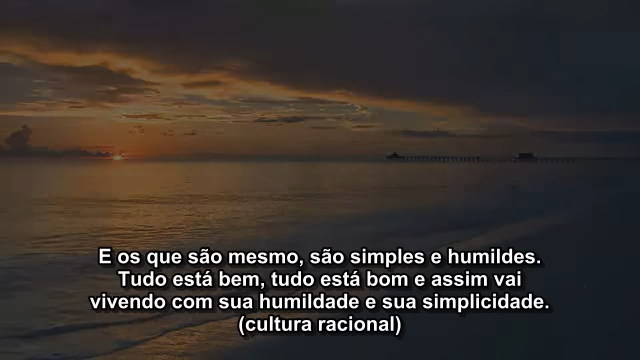 E os que são mesmo, são simples e humildes.
Tudo está bem, tudo está bom e assim vai
vivendo com sua humildade e sua simplicidade.
(cultura racional)